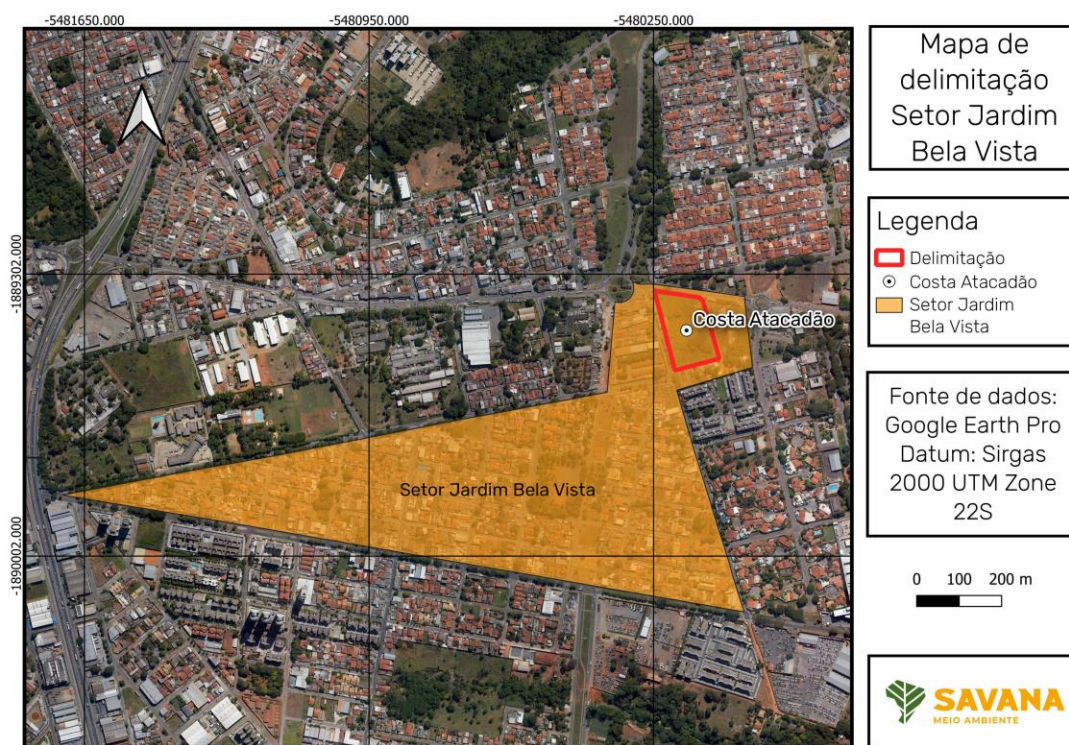 -5481650.000
-5480950.000
-5480250.000
-1889302.000
-1890002.000
Costa Atacadão
Setor Jardim Bela Vista
Mapa de
delimitação
Setor Jardim
Bela Vista
Legenda
Delimitação
Costa Atacadão
Setor Jardim
Bela Vista
Fonte de dados:
Google Earth Pro
Datum: Sirgas
2000 UTM Zone
22S
0 100 200 m
SAVANA
MEIO AMBIENTE